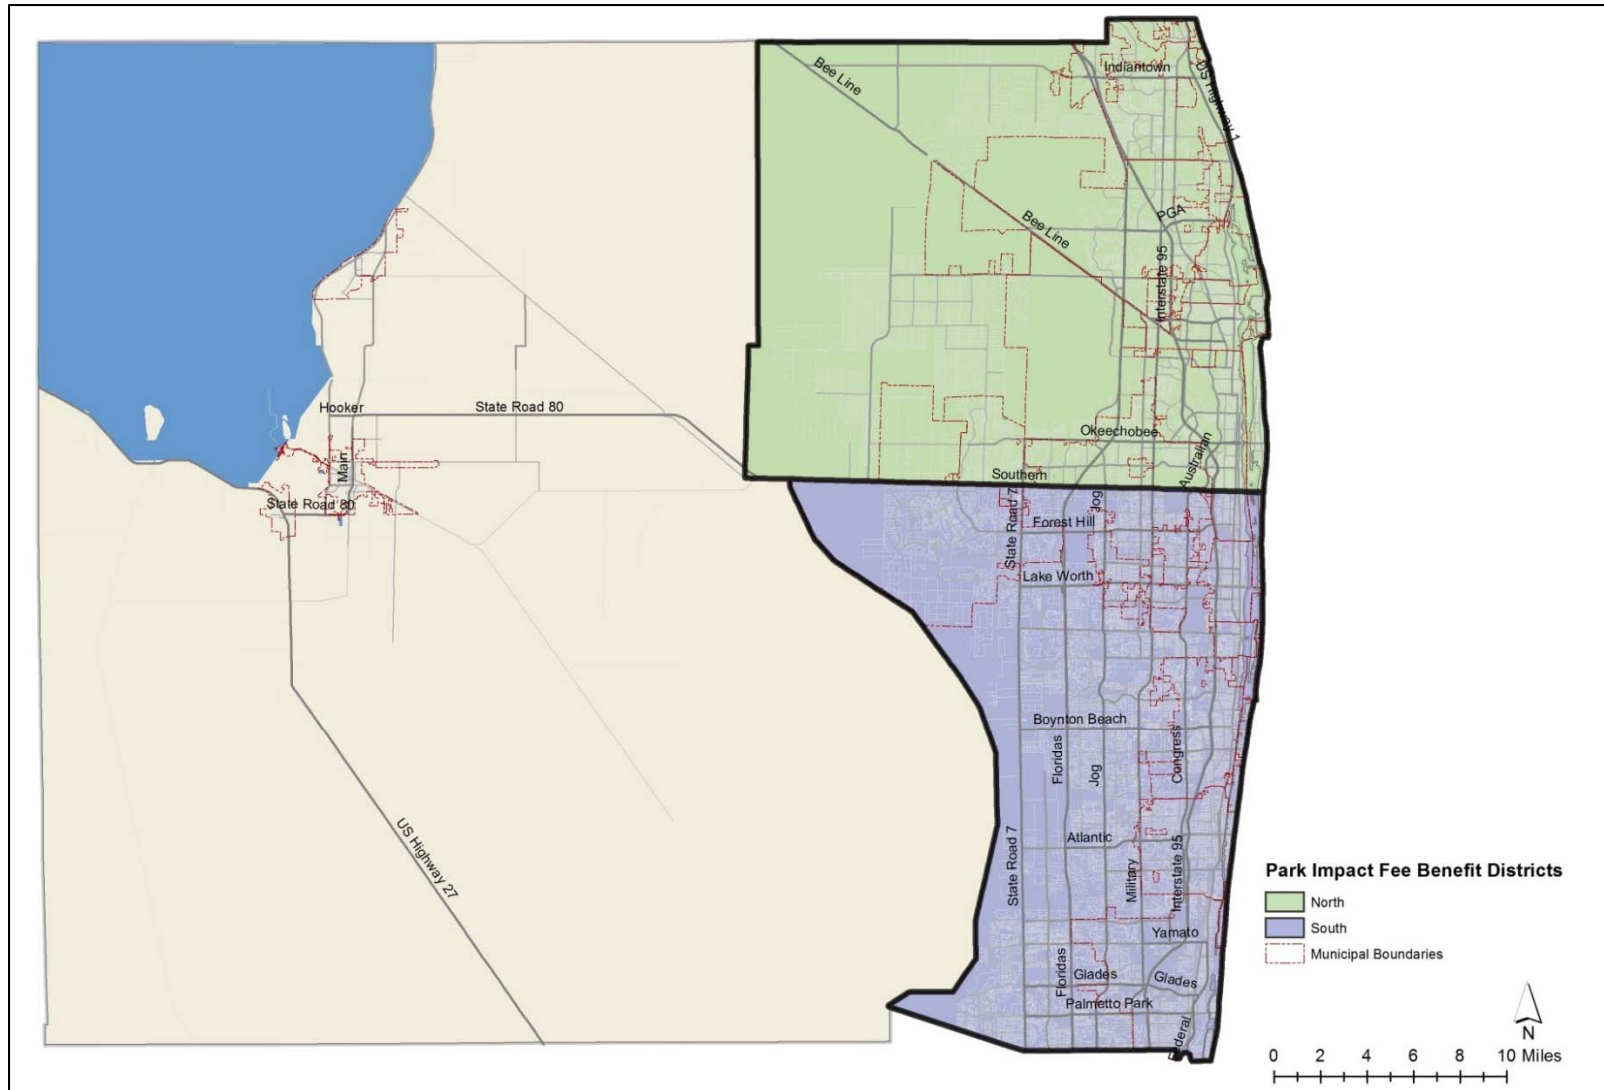 Indiantown
US Highway 1
Bee Line
PGA
Bee Line
Interstate 95
Hooker
State Road 80
Okeechobee
Australiran
Main
Southern
State Road 80
State Road 7
Jog
Forest Hill
Lake Worth
Boynton Beach
Floridas
Jog
Congress
US Highway 27
Atlantic
State Road 7
Military
Interstate 95
Yamato
Floridas
Glades
Glades
Palmetto Park
Federal
Park Impact Fee Benefit Districts
North
South
Municipal Boundaries
N
0 2 4 6 8 10 Miles